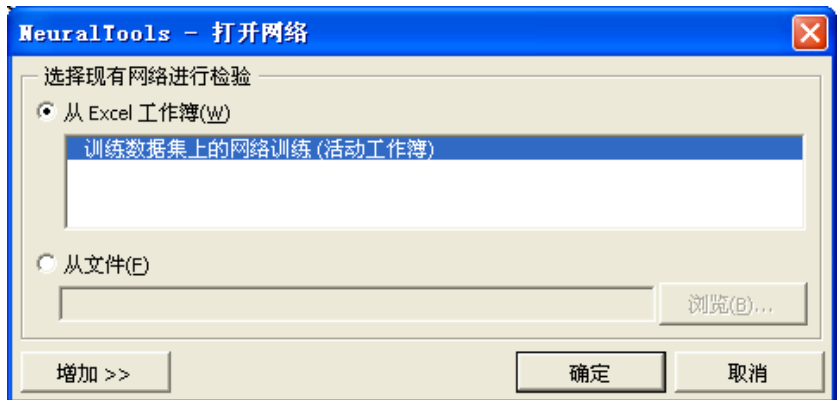 NeuralTools - 打开网络
选择现有网络进行检验
从 Excel 工作簿(W)
训练数据集上的网络训练 (活动工作簿)
从文件(F)
浏览(B)...
增加 >>
确定
取消